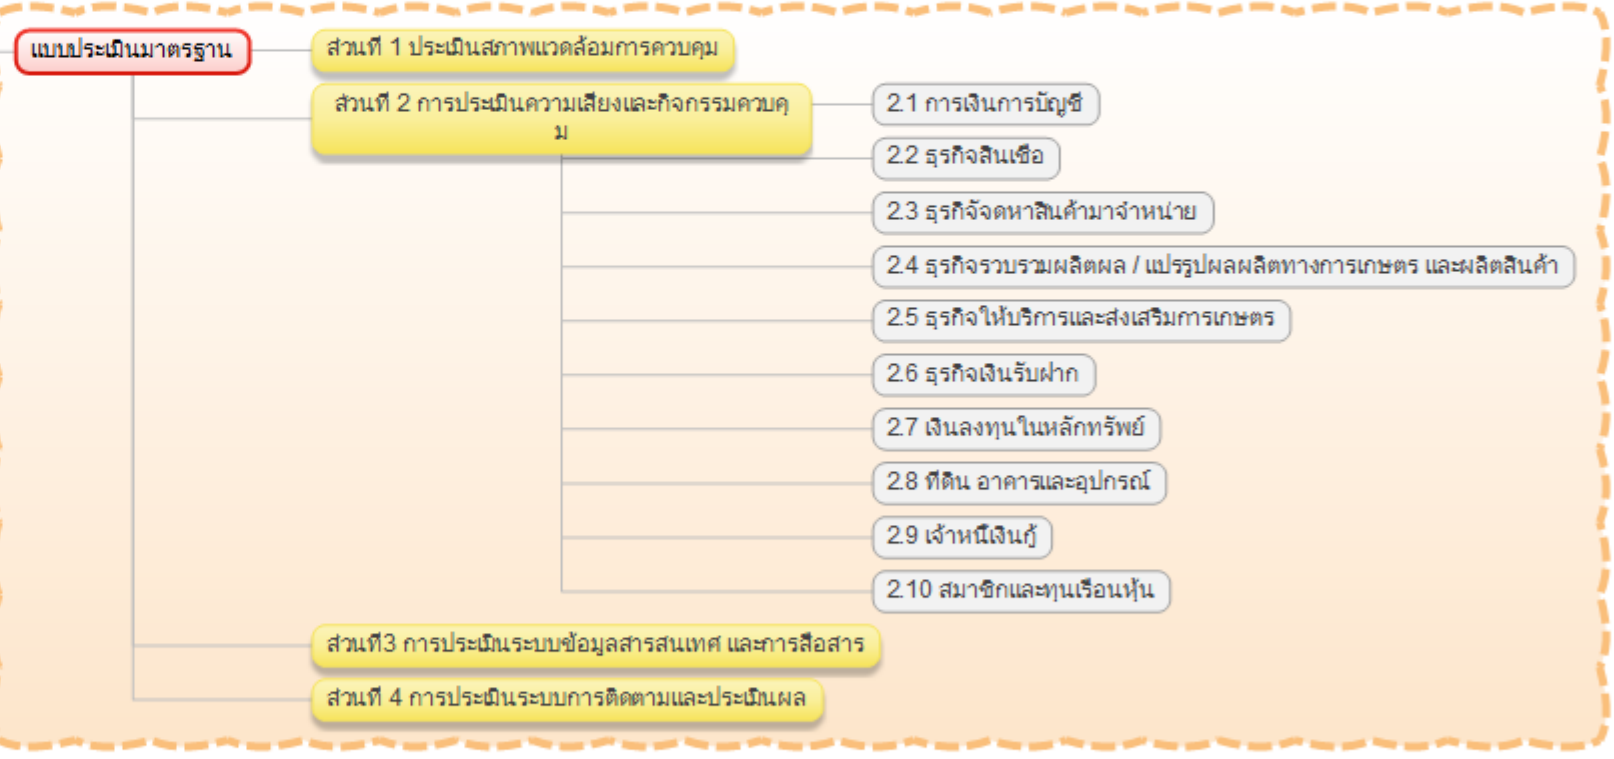 แบบประเมินมาตรฐาน
ส่วนที่ 1 ประเมินสภาพแวดล้อมการควบคุม
ส่วนที่ 2 การประเมินความเสี่ยงและกิจกรรมควบคุ
ม
2.1 การเงินการบัญชี
2.2 ธุรกิจสินเชื่อ
2.3 ธุรกิจัจดหาสินค้ามาจำหน่าย
2.4 ธุรกิจรวบรวมผลิตผล / แปรรูปผลผลิตทางการเกษตร และผลิตสินค้า
2.5 ธุรกิจให้บริการและส่งเสริมการเกษตร
2.6 ธุรกิจเงินรับฝาก
2.7 เงินลงทุนในหลักทรัพย์
2.8 ที่ดิน อาคารและอุปกรณ์
2.9 เจ้าหนี้เงินกู้
2.10 สมาชิกและทุนเรือนหุ้น
ส่วนที่3 การประเมินระบบข้อมูลสารสนเทศ และการสื่อสาร
ส่วนที่ 4 การประเมินระบบการติดตามและประเมินผล